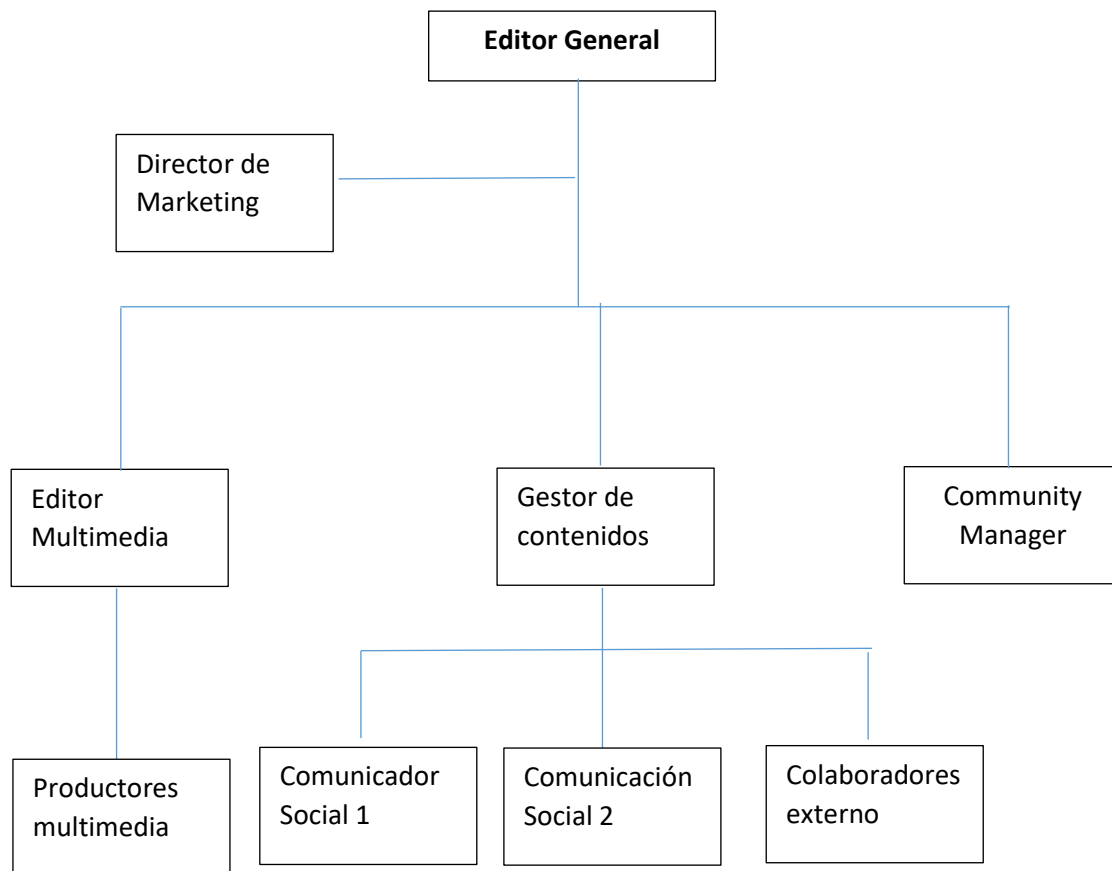 Editor General
Director de
Marketing
Editor
Multimedia
Gestor de
contenidos
Community
Manager
Productores
multimedia
Comunicador
Social 1
Comunicación
Social 2
Colaboradores
externo